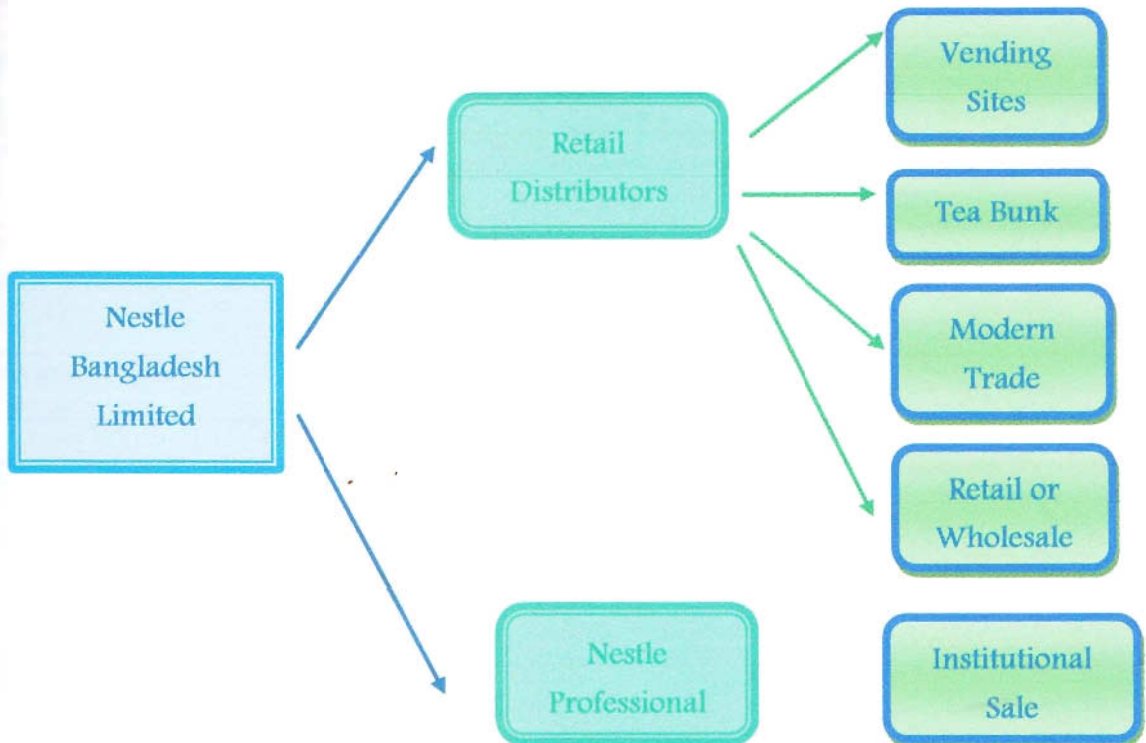 Nestle
Bangladesh
Limited
Retail
Distributors
Nestle
Professional
Vending
Sites
Tea Bunk
Modern
Trade
Retail or
Wholesale
Institutional
Sale